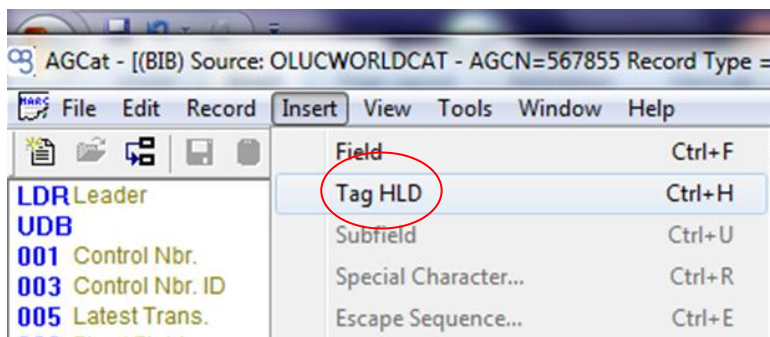 AGCat - [(BIB) Source: OLUCWORLDCAT - AGCN=567855 Record Type =
MARC File Edit Record Insert View Tools Window Help
Field Ctrl+F
Tag HLD Ctrl+H
Subfield Ctrl+U
Special Character... Ctrl+R
Escape Sequence... Ctrl+E
LDR Leader
UDB
001 Control Nbr.
003 Control Nbr. ID
005 Latest Trans.